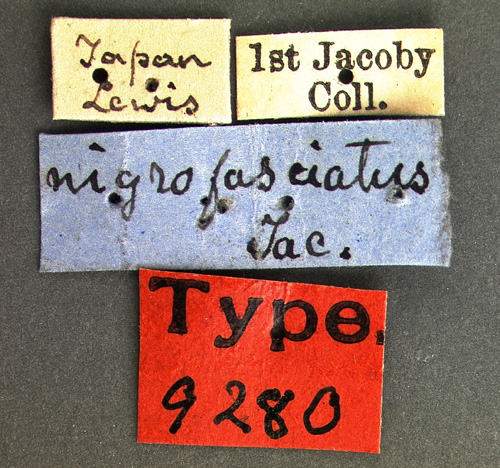 Japan
Lewis
1st Jacoby
Coll.
nigrofasciatus
Jac.
Type.
9280